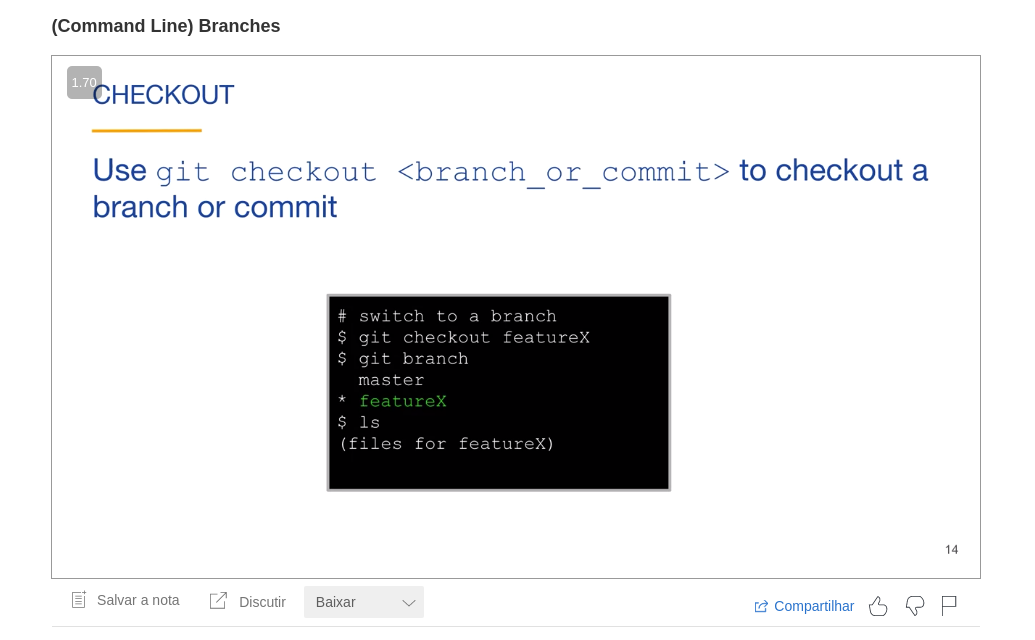 (Command Line) Branches
1.70
CHECKOUT
Use git checkout <branch_or_commit> to checkout a
branch or commit
# switch to a branch
$ git checkout featureX
$ git branch
  master
* featureX
$ ls
(files for featureX)
14
Salvar a nota
Discutir
Baixar
Compartilhar